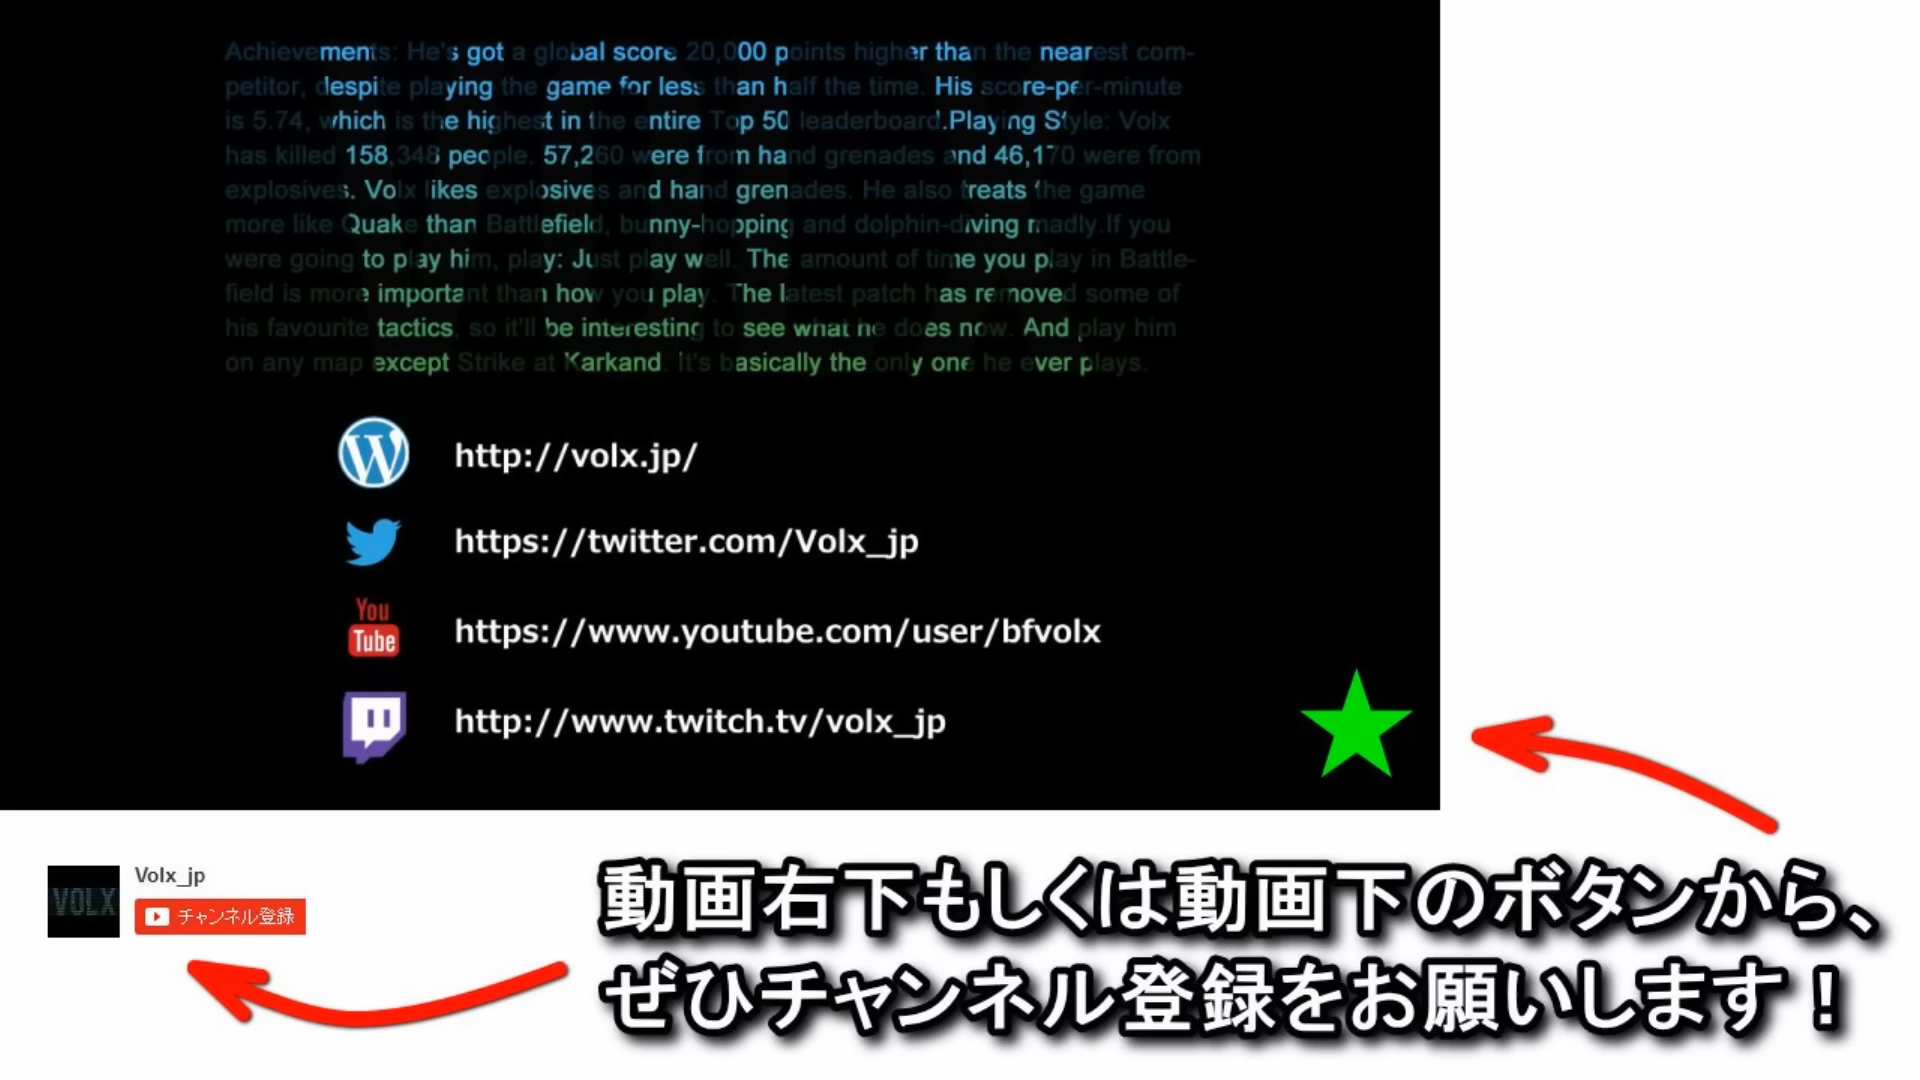 Achievements: He's got a global score 20,000 points higher than the nearest com-
petitor, despite playing the game for less than half the time. His score-per-minute
is 5.74, which is the highest in the entire Top 50 leaderboard.Playing Style: Volx
has killed 158,348 people. 57,260 were from hand grenades and 46,170 were from
explosives. Volx likes explosives and hand grenades. He also treats the game
more like Quake than Battlefield, bunny-hopping and dolphin-diving madly.If you
were going to play him, play: Just play well. The amount of time you play in Battle-
field is more important than how you play. The latest patch has removed some of
his favourite tactics, so it'll be interesting to see what he does now. And play him
on any map except Strike at Karkand. It's basically the only one he ever plays.
http://volx.jp/
https://twitter.com/Volx_jp
You
Tube
https://www.youtube.com/user/bfvolx
http://www.twitch.tv/volx_jp
VOLX
Volx_jp
チャンネル登録
動画右下もしくは動画下のボタンから、
ぜひチャンネル登録をお願いします！